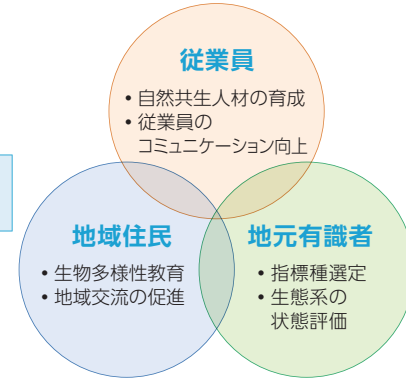 従業員
• 自然共生人材の育成
• 従業員の
コミュニケーション向上
地域住民
• 生物多様性教育
• 地域交流の促進
地元有識者
• 指標種選定
• 生態系の
状態評価